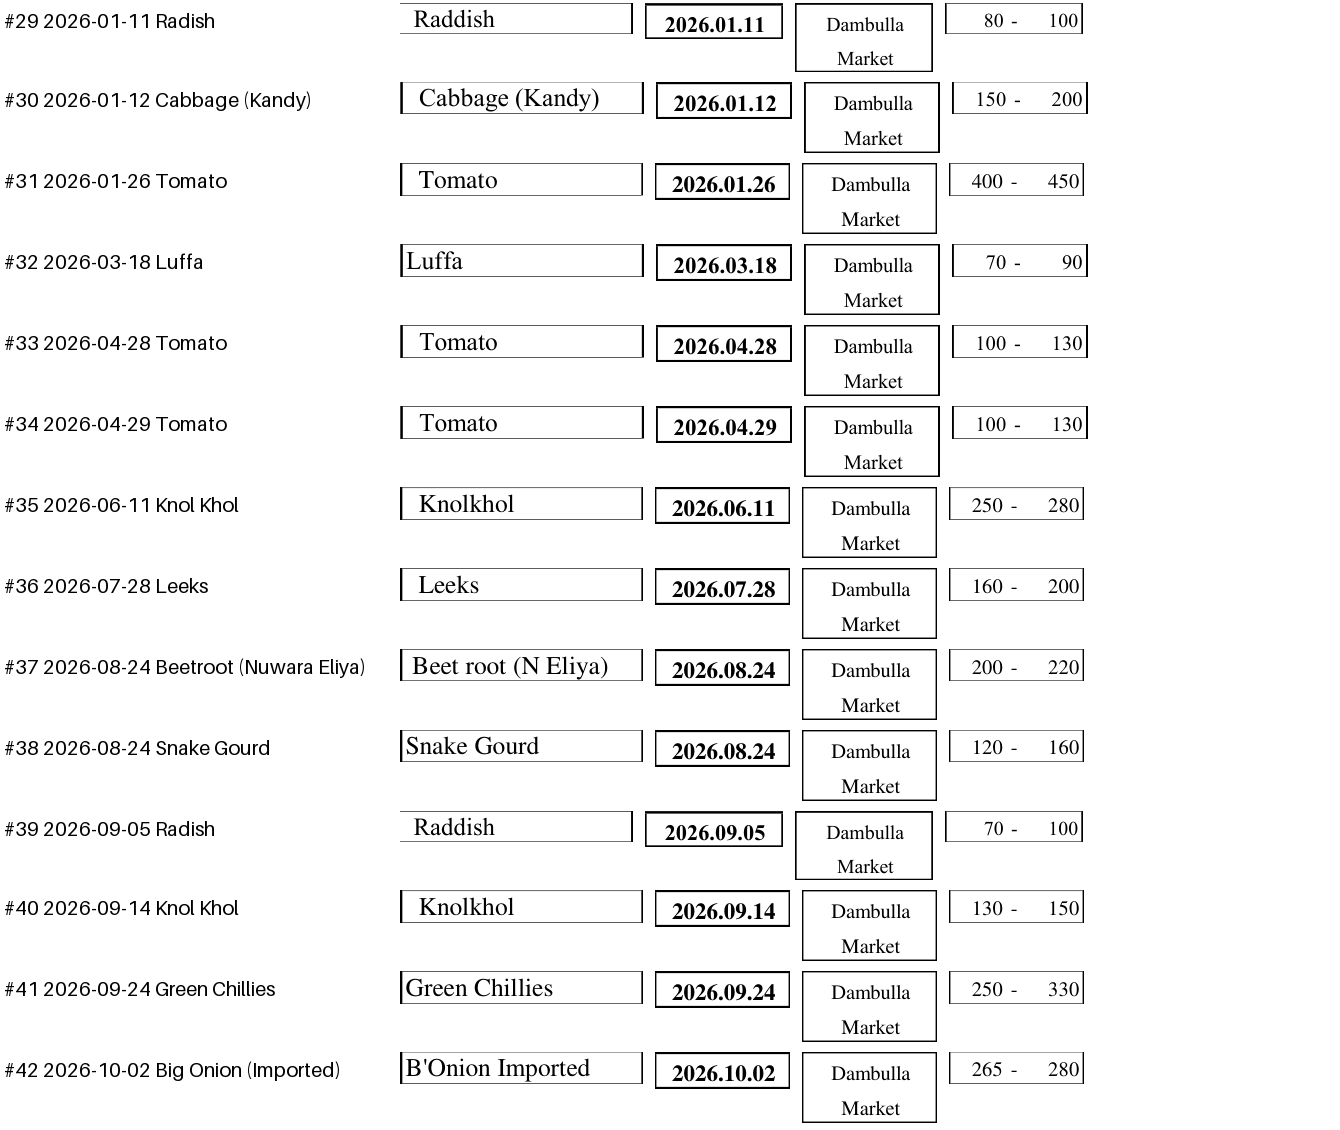 #29 2026-01-11 Radish Raddish 2026.01.11 Dambulla Market 80 - 100
#30 2026-01-12 Cabbage (Kandy) Cabbage (Kandy) 2026.01.12 Dambulla Market 150 - 200
#31 2026-01-26 Tomato Tomato 2026.01.26 Dambulla Market 400 - 450
#32 2026-03-18 Luffa Luffa 2026.03.18 Dambulla Market 70 - 90
#33 2026-04-28 Tomato Tomato 2026.04.28 Dambulla Market 100 - 130
#34 2026-04-29 Tomato Tomato 2026.04.29 Dambulla Market 100 - 130
#35 2026-06-11 Knol Khol Knolkhol 2026.06.11 Dambulla Market 250 - 280
#36 2026-07-28 Leeks Leeks 2026.07.28 Dambulla Market 160 - 200
#37 2026-08-24 Beetroot (Nuwara Eliya) Beet root (N Eliya) 2026.08.24 Dambulla Market 200 - 220
#38 2026-08-24 Snake Gourd Snake Gourd 2026.08.24 Dambulla Market 120 - 160
#39 2026-09-05 Radish Raddish 2026.09.05 Dambulla Market 70 - 100
#40 2026-09-14 Knol Khol Knolkhol 2026.09.14 Dambulla Market 130 - 150
#41 2026-09-24 Green Chillies Green Chillies 2026.09.24 Dambulla Market 250 - 330
#42 2026-10-02 Big Onion (Imported) B'Onion Imported 2026.10.02 Dambulla Market 265 - 280